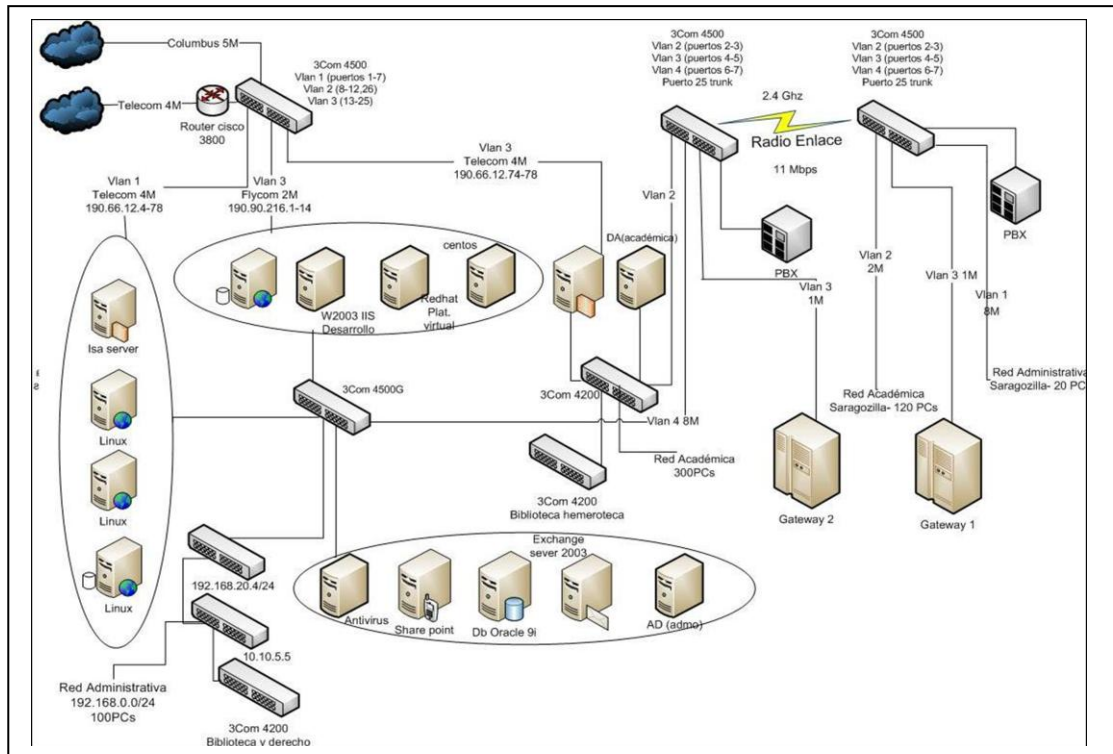 Columbus 5M
3Com 4500
Vlan 1 (puertos 1-7)
Vlan 2 (8-12,26)
Vlan 3 (13-25)
Telecom 4M
Router cisco
3800
3Com 4500
Vlan 2 (puertos 2-3)
Vlan 3 (puertos 4-5)
Vlan 4 (puertos 6-7)
Puerto 25 trunk
3Com 4500
Vlan 2 (puertos 2-3)
Vlan 3 (puertos 4-5)
Vlan 4 (puertos 6-7)
Puerto 25 trunk
2.4 Ghz
Radio Enlace
11 Mbps
Vlan 1
Telecom 4M
190.66.12.4-78
Vlan 3
Flycom 2M
190.90.216.1-14
Vlan 3
Telecom 4M
190.66.12.74-78
Vlan 2
PBX
PBX
Vlan 3
1M
Vlan 2
2M
Vlan 3 1M
Vlan 1
8M
centos
W2003 IIS
Desarrollo
Redhat
Plat.
virtual
DA(académica)
Isa server
Linux
Linux
Linux
3Com 4500G
3Com 4200
Vlan 4 8M
Red Académica
300PCs
3Com 4200
Biblioteca hemeroteca
Red Académica
Saragozilla- 120 PCs
Red Administrativa
Saragozilla- 20 PC
Gateway 2
Gateway 1
192.168.20.4/24
10.10.5.5
Red Administrativa
192.168.0.0/24
100PCs
3Com 4200
Biblioteca y derecho
Exchange
sever 2003
Antivirus
Share point
Db Oracle 9i
AD (admo)